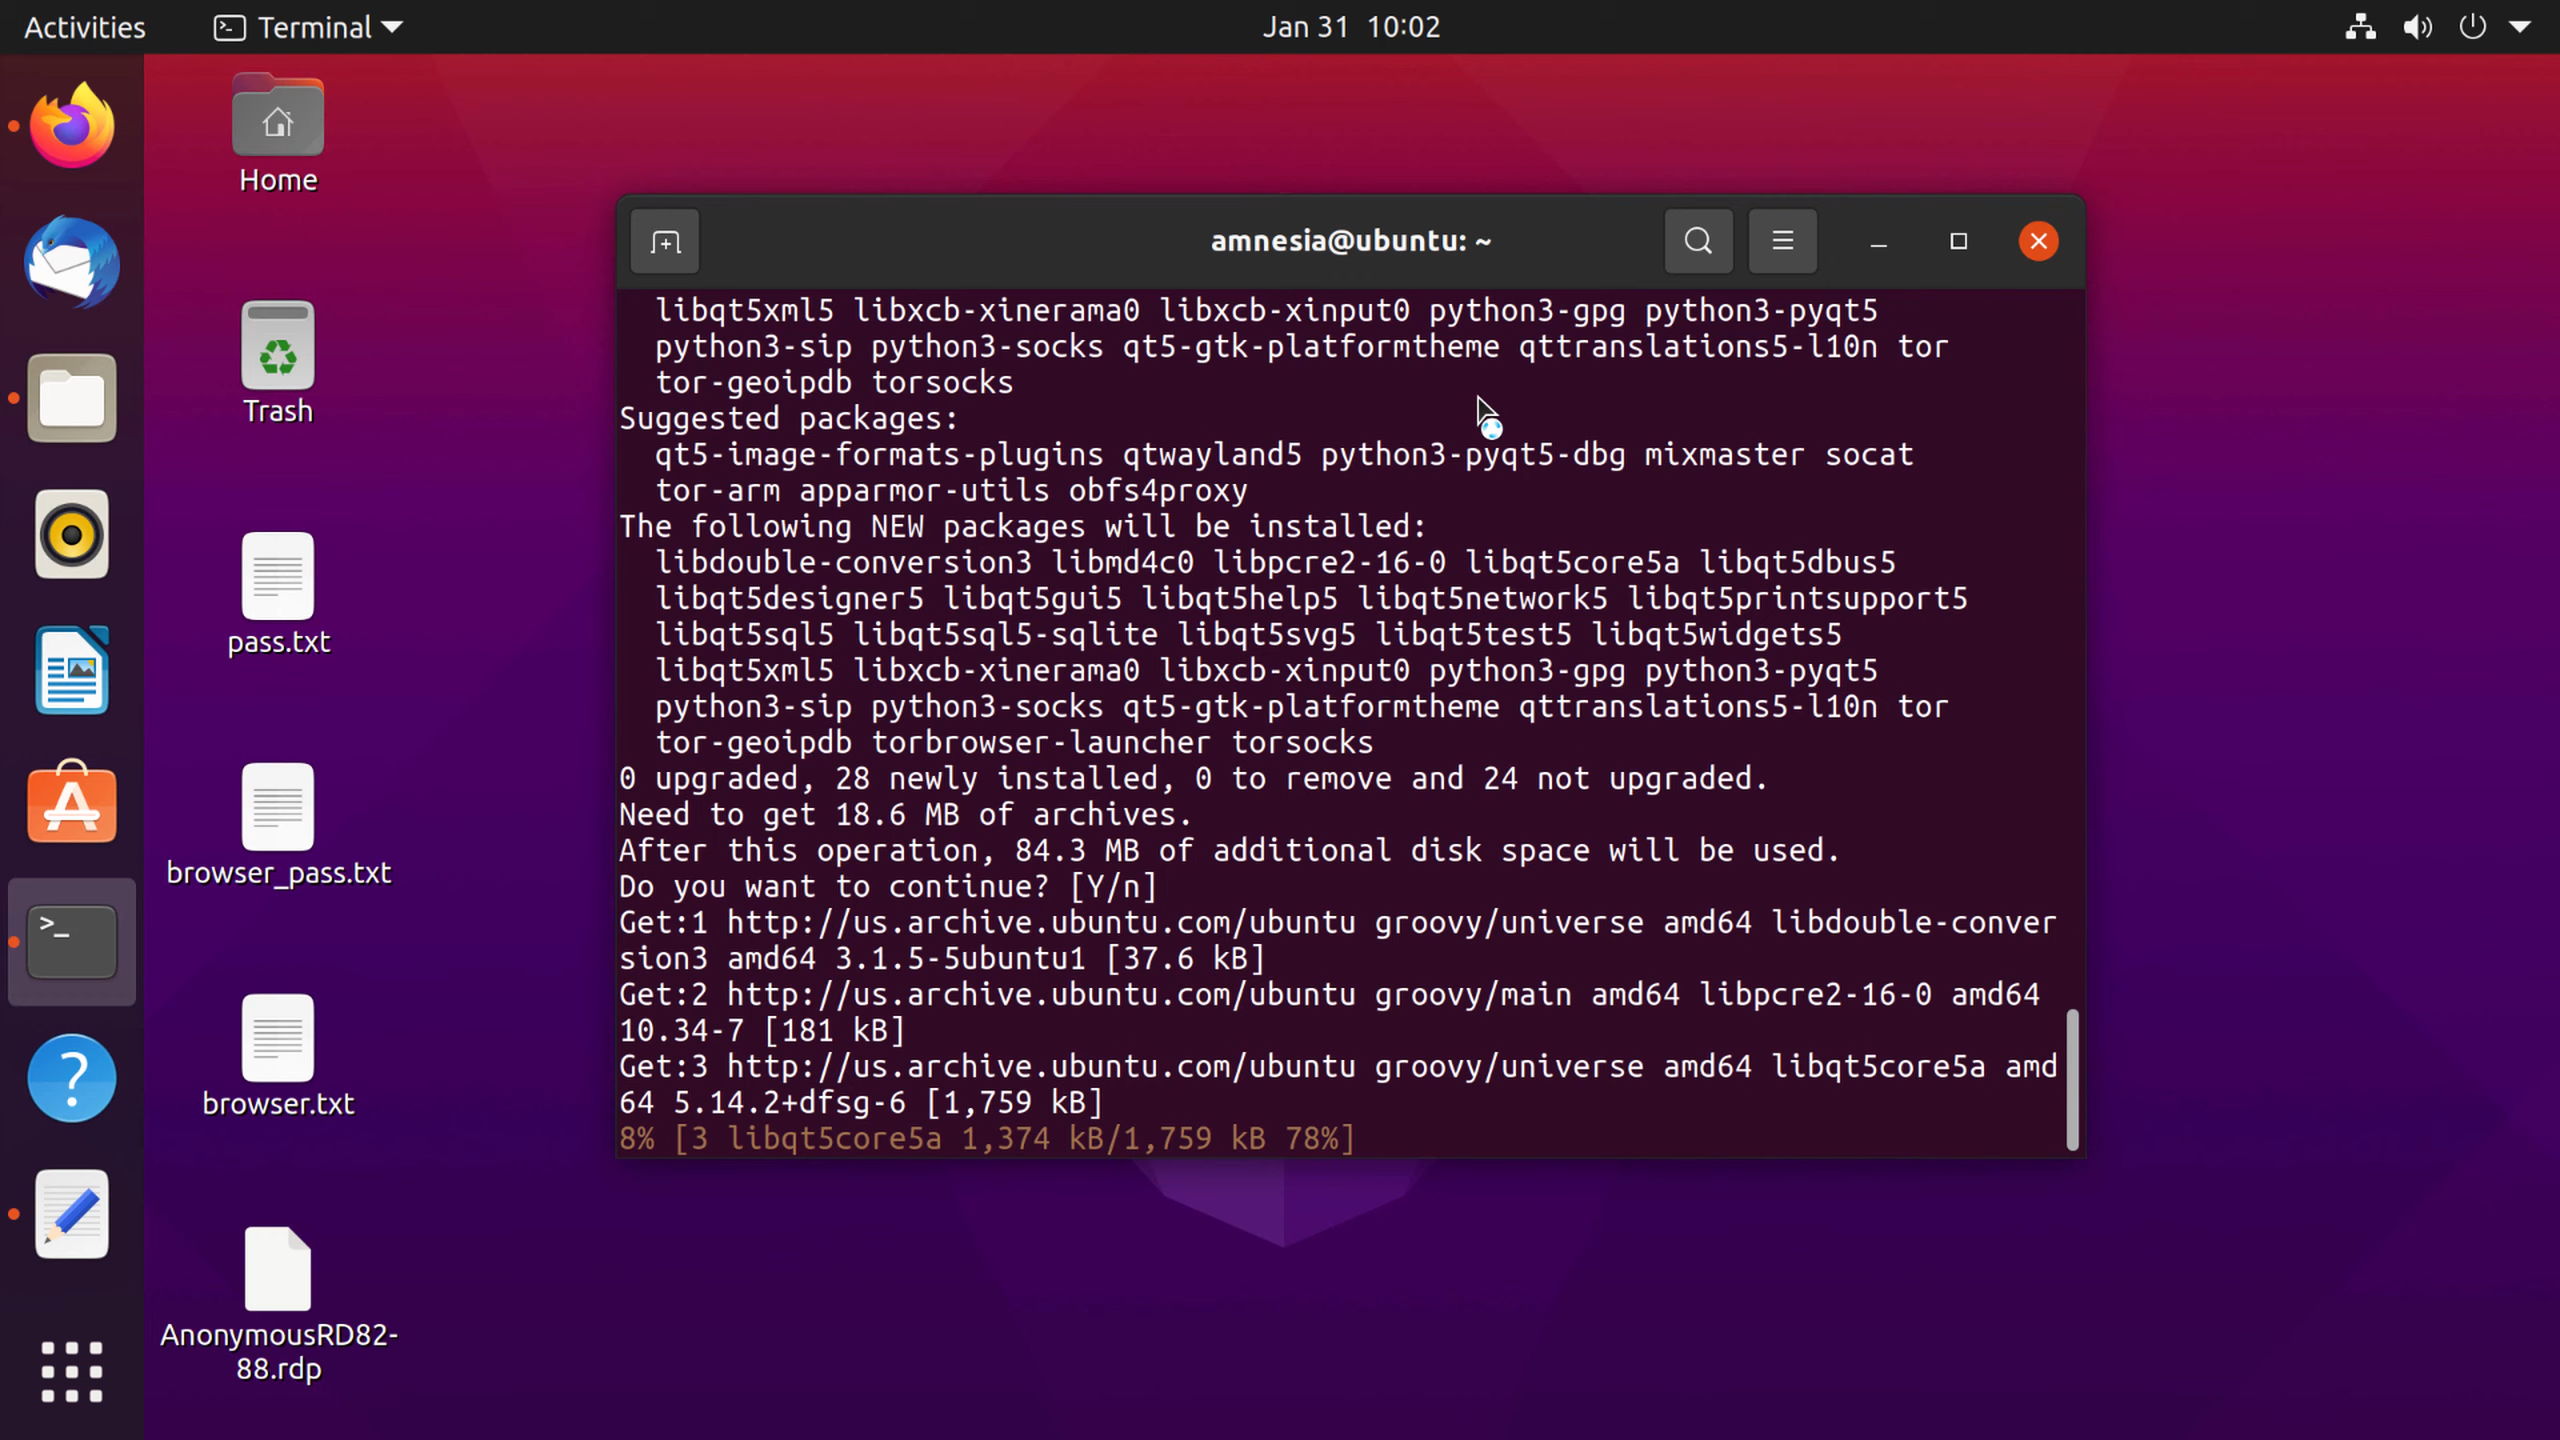 Activities
Terminal
Jan 31 10:02
Home
Trash
pass.txt
browser_pass.txt
browser.txt
AnonymousRD82-
88.rdp
amnesia@ubuntu: ~
libqt5xml5 libxcb-xinerama0 libxcb-xinput0 python3-gpg python3-pyqt5
python3-sip python3-socks qt5-gtk-platformtheme qttranslations5-l10n tor
tor-geoipdb torsocks
Suggested packages:
qt5-image-formats-plugins qtwayland5 python3-pyqt5-dbg mixmaster socat
tor-arm apparmor-utils obfs4proxy
The following NEW packages will be installed:
libdouble-conversion3 libmd4c0 libpcre2-16-0 libqt5core5a libqt5dbus5
libqt5designer5 libqt5gui5 libqt5help5 libqt5network5 libqt5printsupport5
libqt5sql5 libqt5sql5-sqlite libqt5svg5 libqt5test5 libqt5widgets5
libqt5xml5 libxcb-xinerama0 libxcb-xinput0 python3-gpg python3-pyqt5
python3-sip python3-socks qt5-gtk-platformtheme qttranslations5-l10n tor
tor-geoipdb torbrowser-launcher torsocks
0 upgraded, 28 newly installed, 0 to remove and 24 not upgraded.
Need to get 18.6 MB of archives.
After this operation, 84.3 MB of additional disk space will be used.
Do you want to continue? [Y/n]
Get:1 http://us.archive.ubuntu.com/ubuntu groovy/universe amd64 libdouble-conver
sion3 amd64 3.1.5-5ubuntu1 [37.6 kB]
Get:2 http://us.archive.ubuntu.com/ubuntu groovy/main amd64 libpcre2-16-0 amd64
10.34-7 [181 kB]
Get:3 http://us.archive.ubuntu.com/ubuntu groovy/universe amd64 libqt5core5a amd
64 5.14.2+dfsg-6 [1,759 kB]
8% [3 libqt5core5a 1,374 kB/1,759 kB 78%]